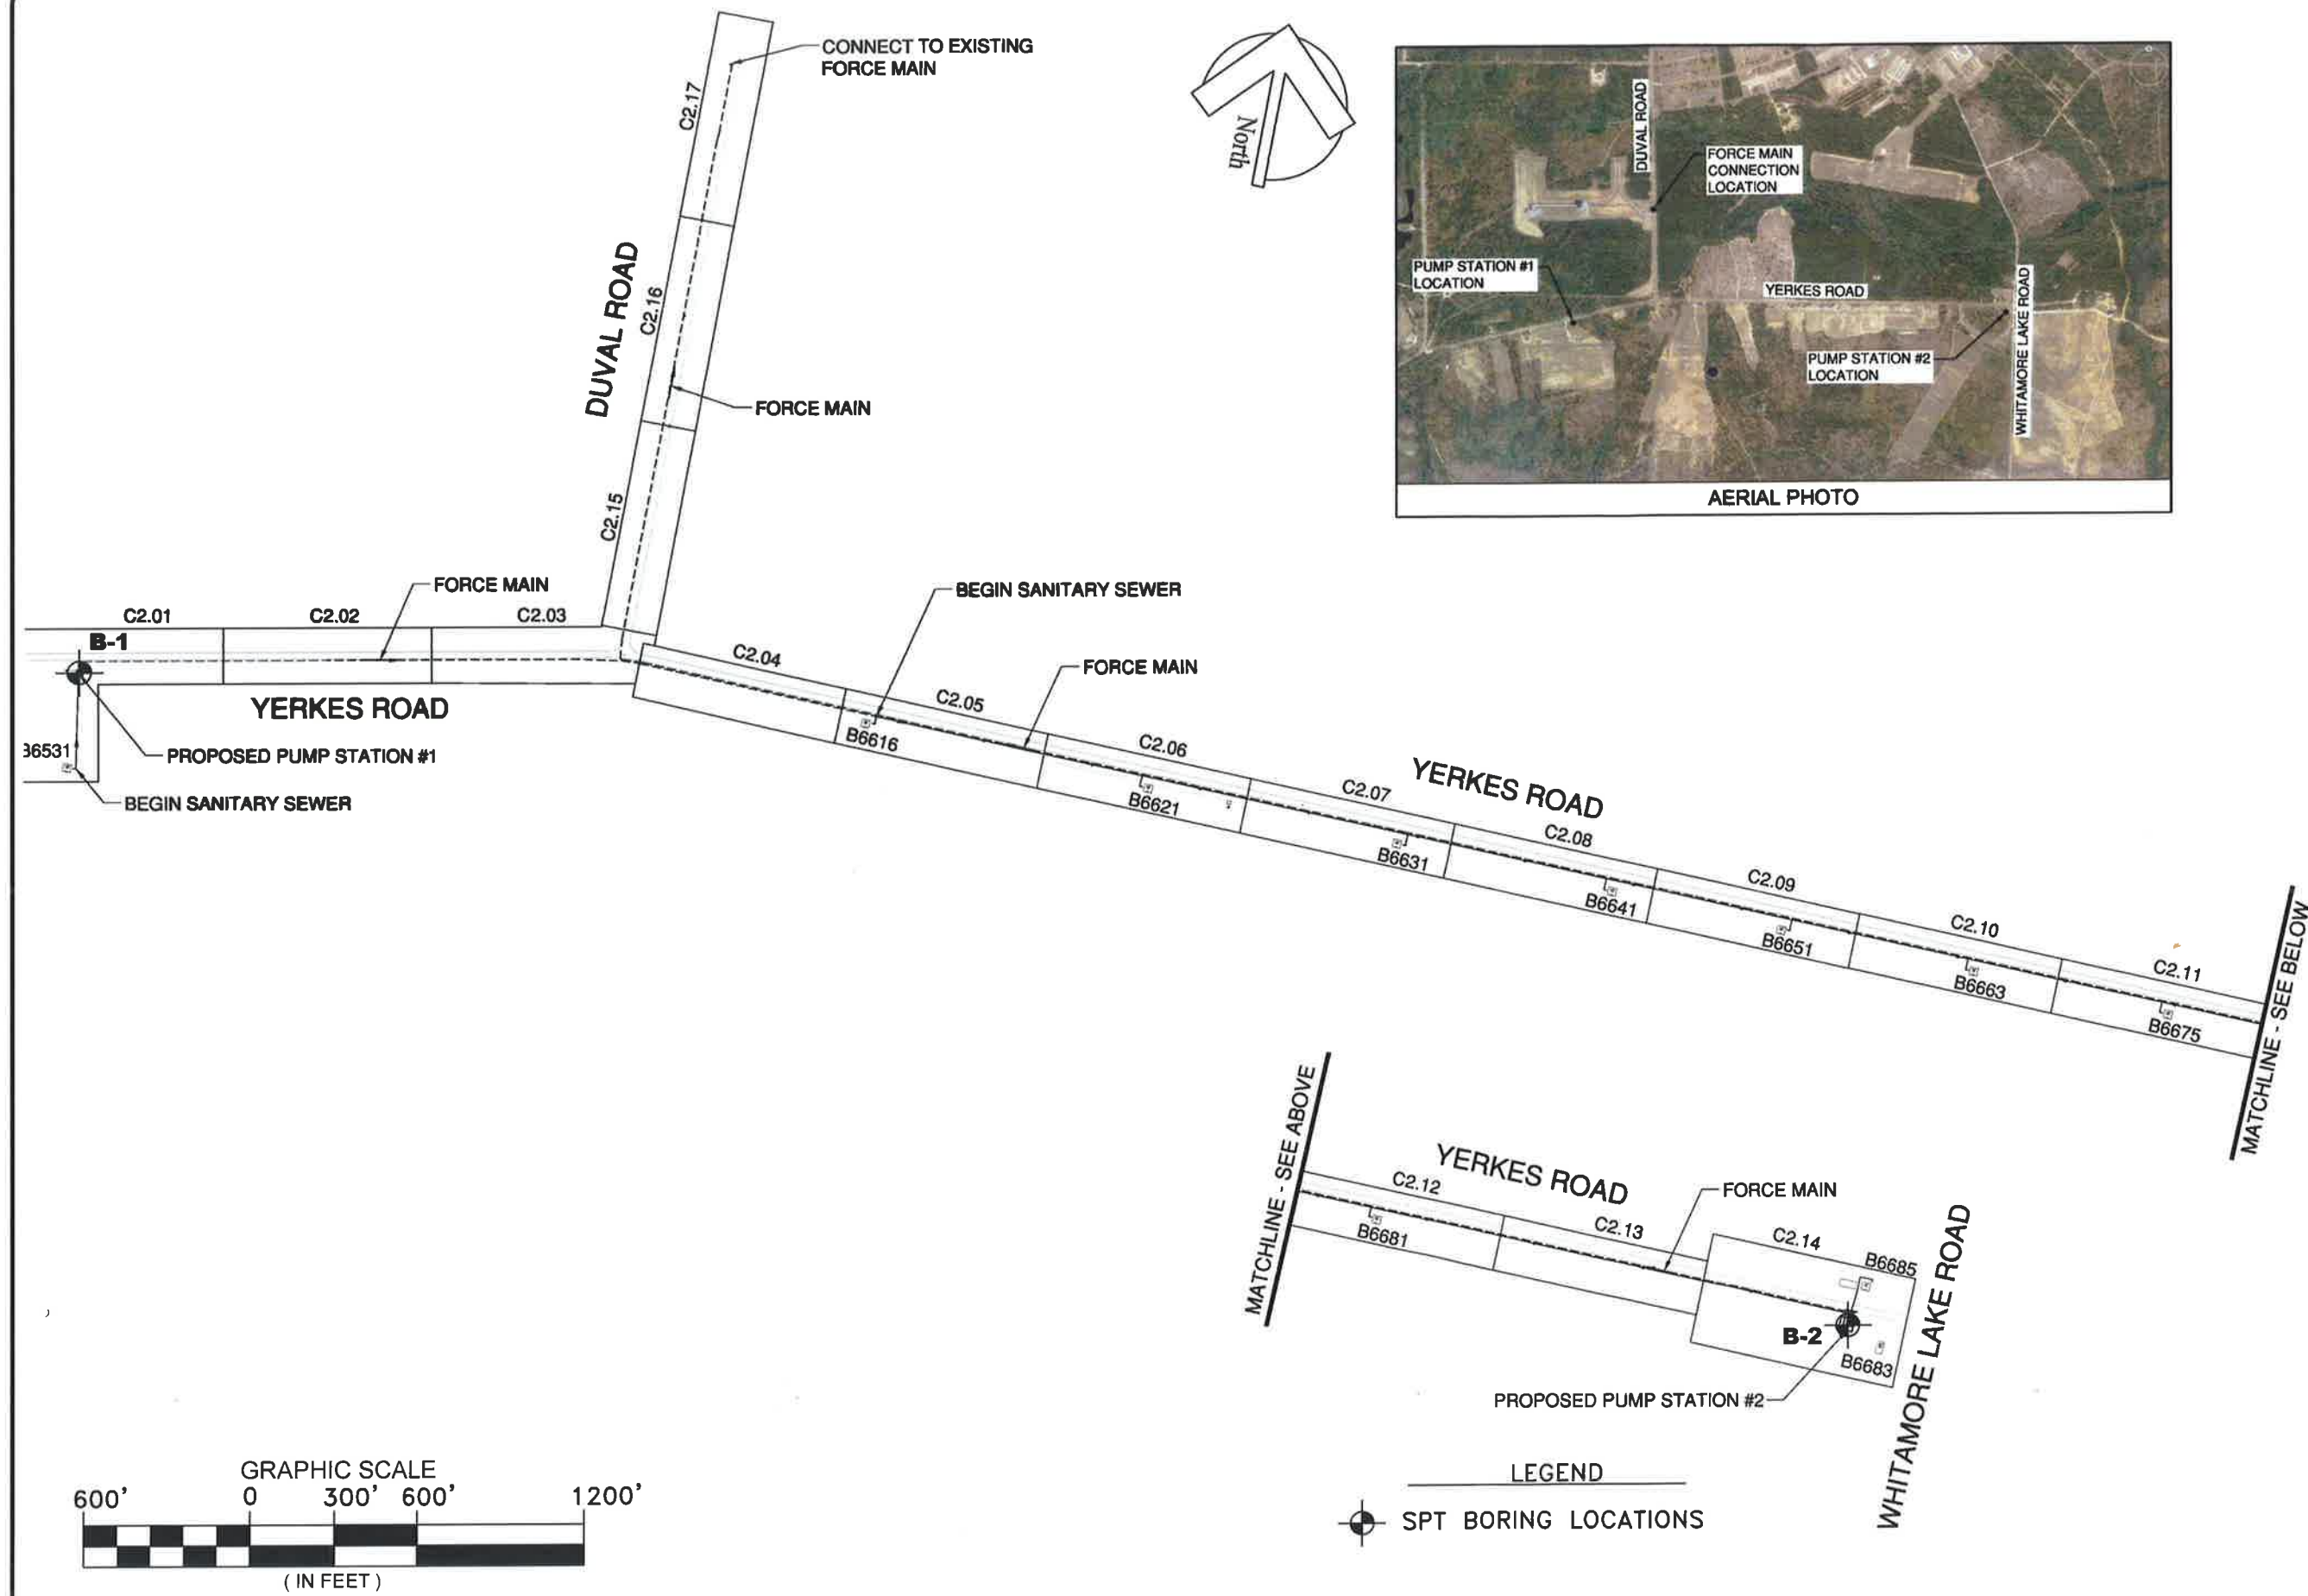 CONNECT TO EXISTING
FORCE MAIN
C2.17
North
DUVAL ROAD
C2.16
FORCE MAIN
C2.15
DUVAL ROAD
FORCE MAIN
CONNECTION
LOCATION
PUMP STATION #1
LOCATION
YERKES ROAD
WHITAMORE LAKE ROAD
PUMP STATION #2
LOCATION
AERIAL PHOTO
FORCE MAIN
C2.01
C2.02
C2.03
B-1
YERKES ROAD
PROPOSED PUMP STATION #1
BEGIN SANITARY SEWER
BEGIN SANITARY SEWER
FORCE MAIN
C2.04
C2.05
B6616
C2.06
B6621
C2.07
YERKES ROAD
B6631
C2.08
B6641
C2.09
B6651
C2.10
B6663
C2.11
B6675
MATCHLINE - SEE BELOW
MATCHLINE - SEE ABOVE
YERKES ROAD
C2.12
B6681
C2.13
FORCE MAIN
C2.14
B6685
B-2
B6683
WHITAMORE LAKE ROAD
PROPOSED PUMP STATION #2
GRAPHIC SCALE
600' 0 300' 600' 1200'
( IN FEET )
LEGEND
SPT BORING LOCATIONS